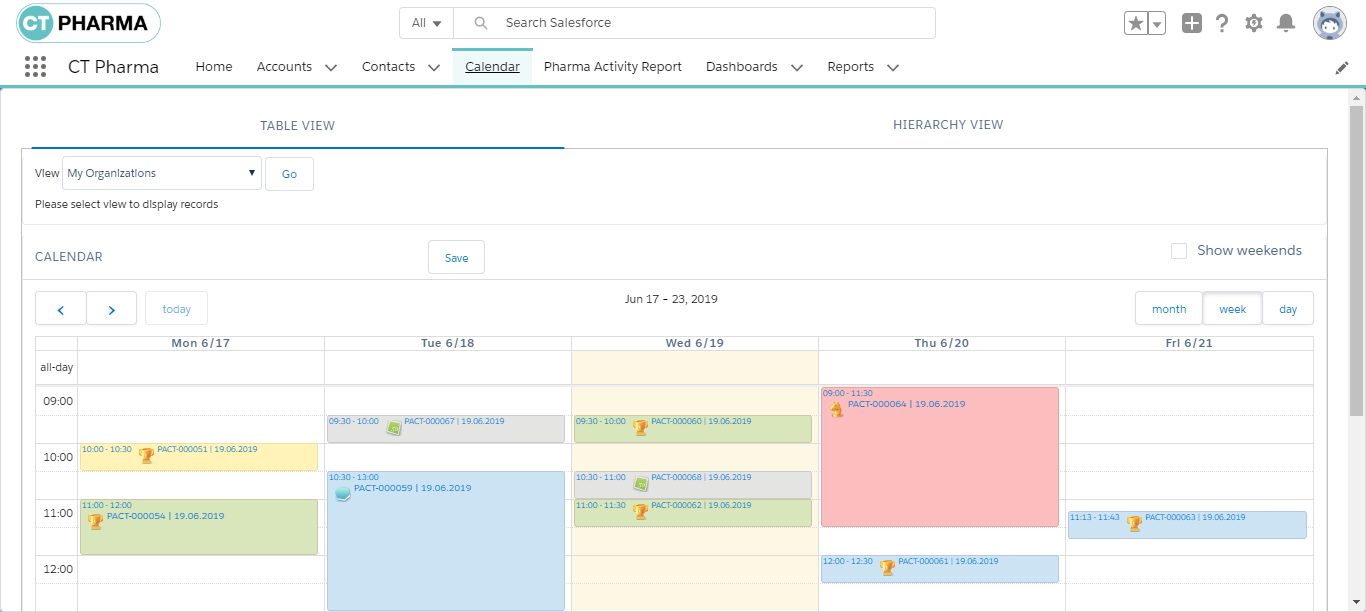 CT PHARMA
All
Search Salesforce
CT Pharma
Home
Accounts
Contacts
Calendar
Pharma Activity Report
Dashboards
Reports
TABLE VIEW
HIERARCHY VIEW
View
My Organizations
Go
Please select view to display records
CALENDAR
Save
Show weekends
today
Jun 17 – 23, 2019
month
week
day
Mon 6/17
Tue 6/18
Wed 6/19
Thu 6/20
Fri 6/21
all-day
09:00
10:00
11:00
12:00
10:00 - 10:30 PACT-000051 | 19.06.2019
11:00 - 12:00
PACT-000054 | 19.06.2019
09:30 - 10:00 PACT-000067 | 19.06.2019
10:30 - 13:00
PACT-000059 | 19.06.2019
09:30 - 10:00 PACT-000060 | 19.06.2019
10:30 - 11:00 PACT-000068 | 19.06.2019
11:00 - 11:30 PACT-000062 | 19.06.2019
09:00 - 11:30
PACT-000064 | 19.06.2019
12:00 - 12:30 PACT-000061 | 19.06.2019
11:13 - 11:43 PACT-000063 | 19.06.2019